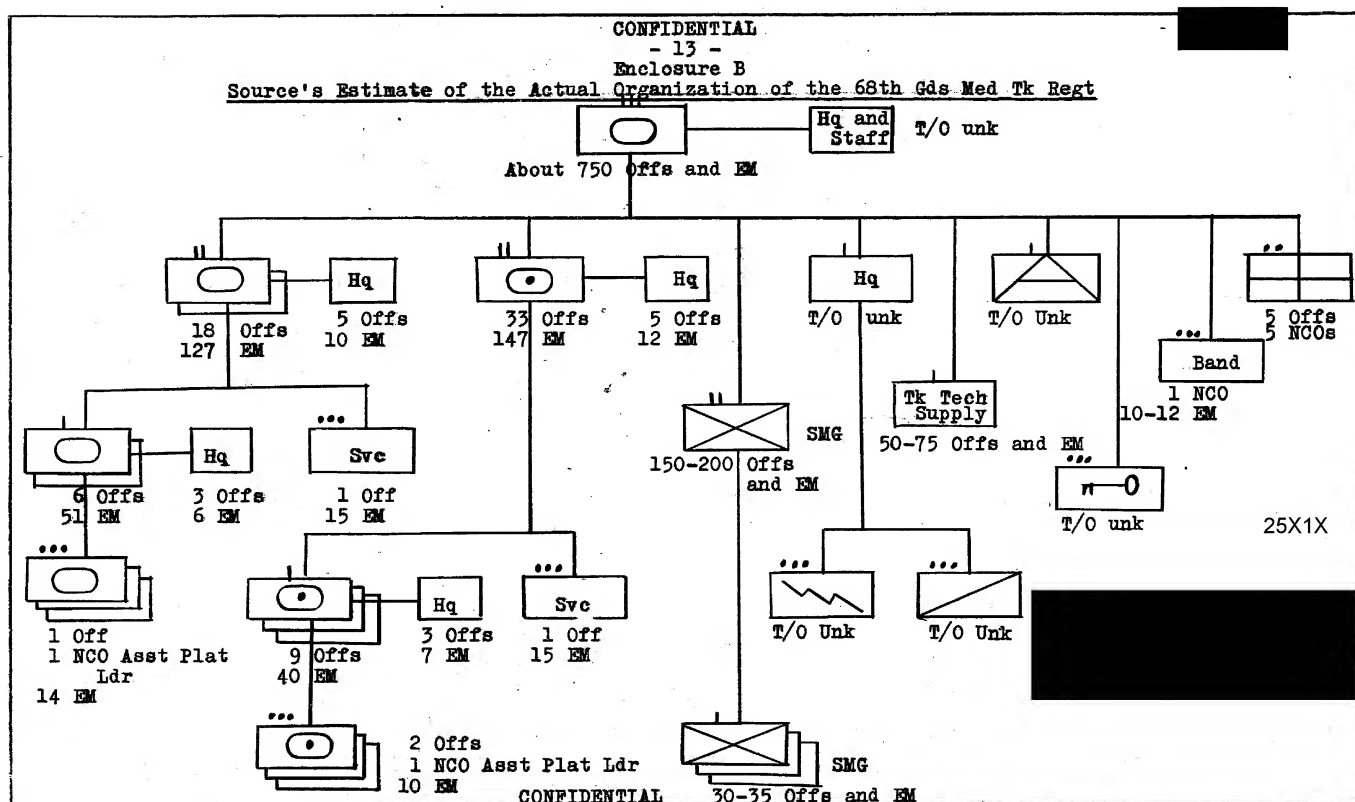 CONFIDENTIAL
- 13 -
Enclosure B
Source's Estimate of the Actual Organization of the 68th Gds Med Tk Regt
Hq and
Staff
T/O unk
About 750 Offs and EM
Hq
18 Offs
127 EM
5 Offs
10 EM
Hq
33 Offs
147 EM
5 Offs
12 EM
Hq
T/O unk
T/O Unk
5 Offs
5 NCOs
Band
1 NCO
10-12 EM
Tk Tech
Supply
50-75 Offs and EM
SMG
150-200 Offs
and EM
T/O unk
25X1X
Hq
6 Offs
51 EM
3 Offs
6 EM
Svc
1 Off
15 EM
1 Off
1 NCO Asst Plat
Ldr
14 EM
Hq
9 Offs
40 EM
3 Offs
7 EM
Svc
1 Off
15 EM
T/O Unk
T/O Unk
2 Offs
1 NCO Asst Plat Ldr
10 EM
SMG
30-35 Offs and EM
CONFIDENTIAL